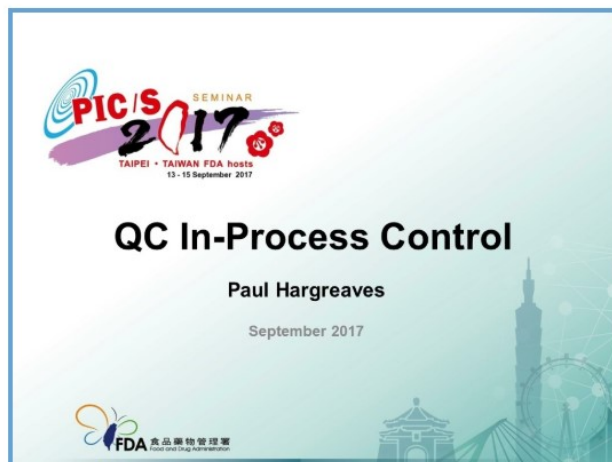 PIC/S
SEMINAR
2017
TAIPEI • TAIWAN FDA hosts
13 - 15 September 2017
QC In-Process Control
Paul Hargreaves
September 2017
FDA 食品藥物管理署
Food and Drug Administration